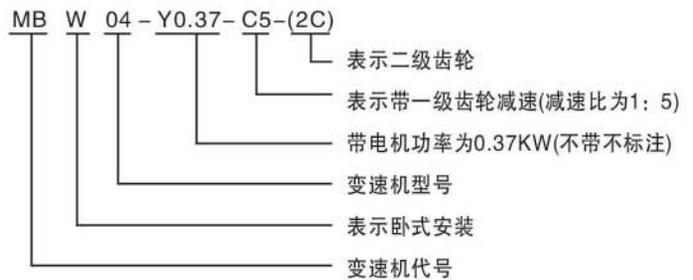 MB W 04-Y0.37-C5-(2C)
表示二级齿轮
表示带一级齿轮减速(减速比为1：5)
带电机功率为0.37KW(不带不标注)
变速机型号
表示卧式安装
变速机代号